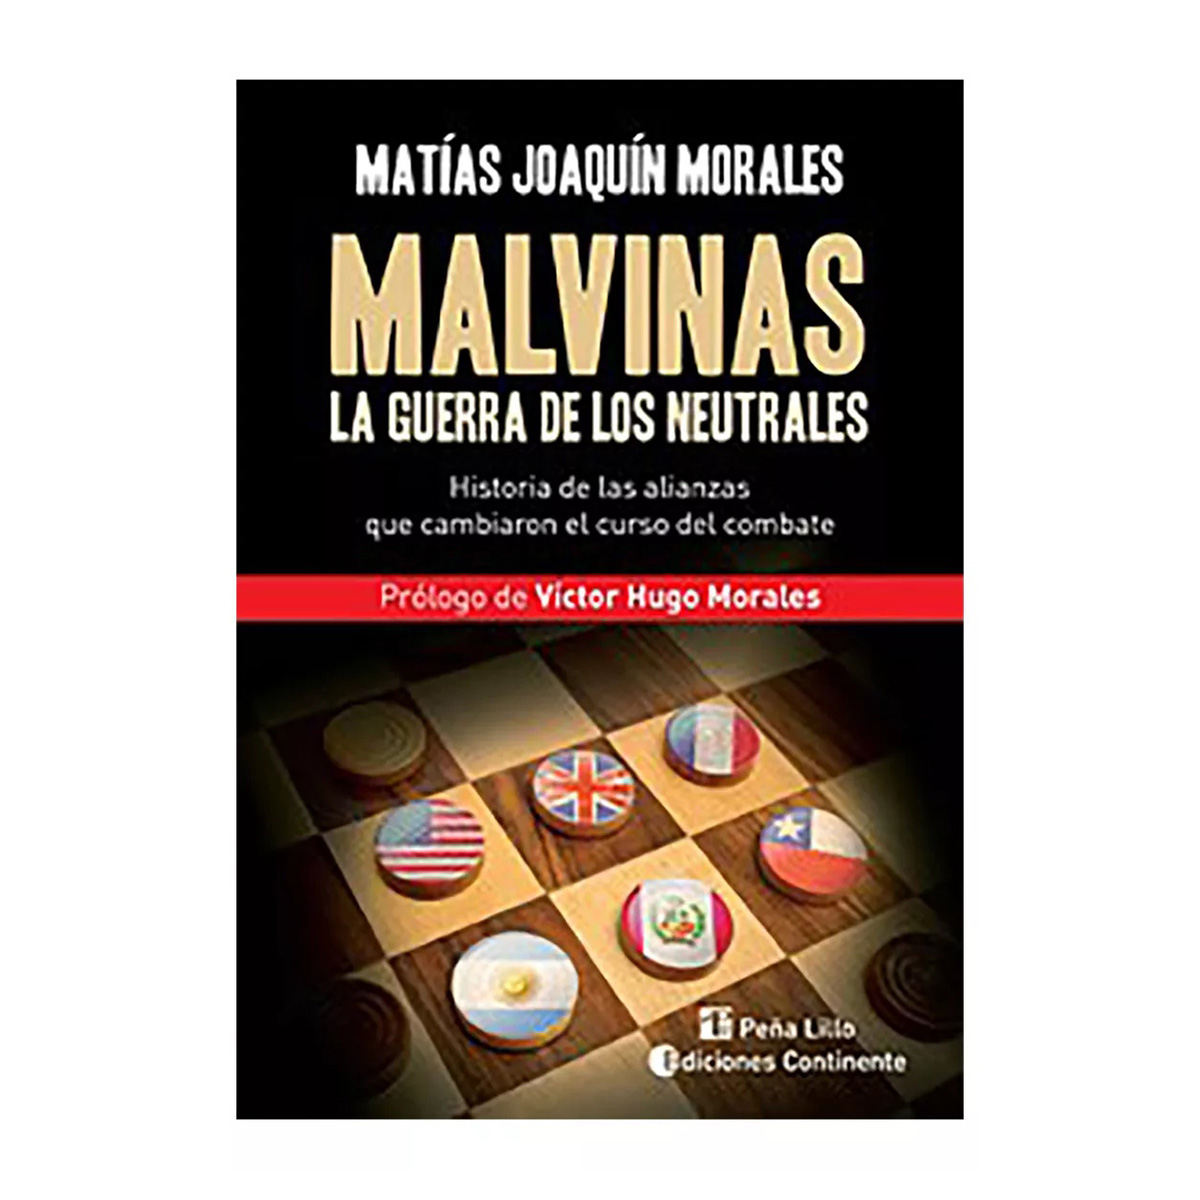 MATÍAS JOAQUÍN MORALES
MALVINAS
LA GUERRA DE LOS NEUTRALES
Historia de las alianzas
que cambiaron el curso del combate
Prólogo de Víctor Hugo Morales
Peña Lillo
Ediciones Continente